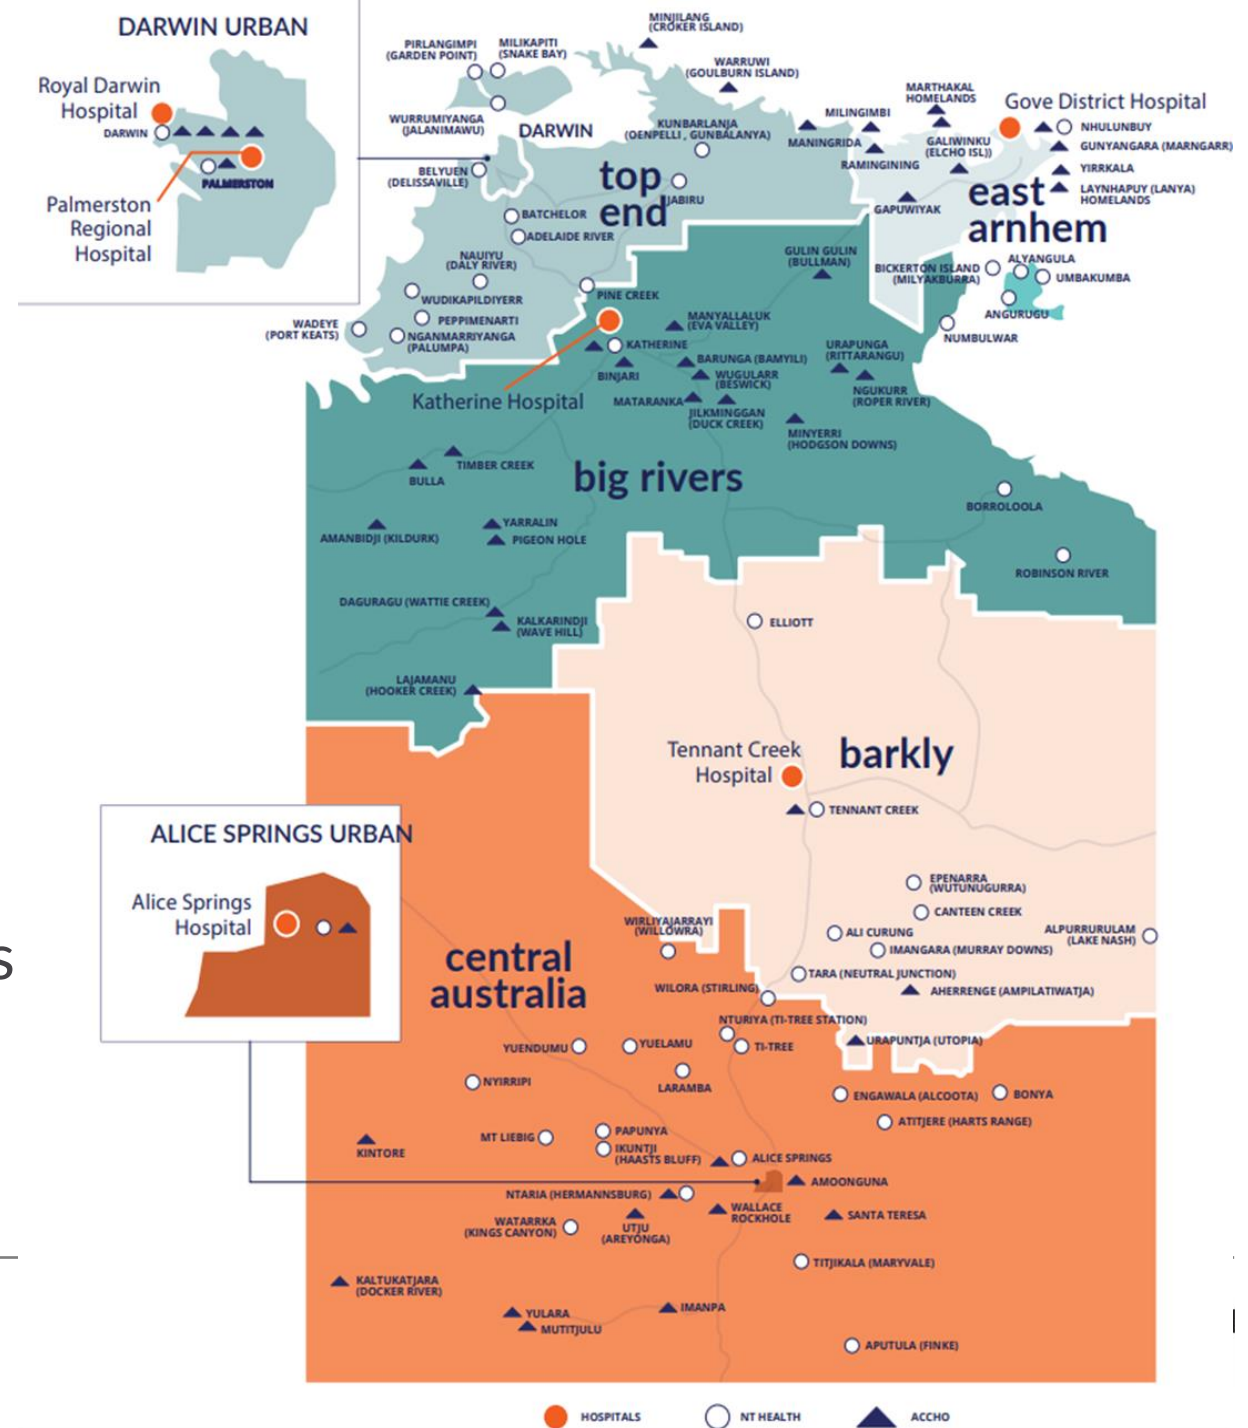 DARWIN URBAN
Royal Darwin
Hospital
DARWIN
PALMERSTON
Palmerston
Regional
Hospital
MINJILANG
(CROKER ISLAND)
PIRLANGIMPI
(GARDEN POINT)
MILIKAPITI
(SNAKE BAY)
WARRUWI
(GOULBURN ISLAND)
WURRUMIYANGA
(JALANIMAWU)
DARWIN
KUNBARLANJA
(OENPELLI , GUNBALANYA)
MARTHAKAL
HOMELANDS
Gove District Hospital
MILINGIMBI
MANINGRIDA
RAMINGINING
GALIWINKU
(ELCHO ISL))
NHULUNBUY
GUNYANGARA (MARNGARR)
YIRRKALA
LAYNHAPUY (LANYA)
HOMELANDS
BELYUEN
(DELISSAVILLE)
top
end
JABIRU
east
arnhem
GAPUWIYAK
BATCHELOR
ADELAIDE RIVER
NAUIYU
(DALY RIVER)
GULIN GULIN
(BULLMAN)
BICKERTON ISLAND
(MILYAKBURRA)
ALYANGULA
UMBAKUMBA
ANGURUGU
NUMBULWAR
WUDIKAPILDIYERR
PEPPIMENARTI
PINE CREEK
WADEYE
(PORT KEATS)
NGANMARRIYANGA
(PALUMPA)
MANYALLALUK
(EVA VALLEY)
KATHERINE
BINJARI
BARUNGA (BAMYILI)
WUGULARR
(BESWICK)
URAPUNGA
(RITTARANGU)
NGUKURR
(ROPER RIVER)
Katherine Hospital
MATARANKA
JILKMINGGAN
(DUCK CREEK)
MINYERRI
(HODGSON DOWNS)
TIMBER CREEK
BULLA
big rivers
BORROLOOLA
AMANBIDJI (KILDURK)
YARRALIN
PIGEON HOLE
ROBINSON RIVER
DAGURAGU (WATTIE CREEK)
KALKARINDJI
(WAVE HILL)
ELLIOTT
LAJAMANU
(HOOKER CREEK)
Tennant Creek
Hospital
barkly
TENNANT CREEK
ALICE SPRINGS URBAN
Alice Springs
Hospital
EPENARRA
(WUTUNUGURRA)
CANTEEN CREEK
ALI CURUNG
ALPURRURULAM
(LAKE NASH)
IMANGARA (MURRAY DOWNS)
WIRLIYAJARRAYI
(WILLOWRA)
central
australia
s
TARA (NEUTRAL JUNCTION)
WILORA (STIRLING)
AHERRENGE (AMPILATIWATJA)
NTURIYA (TI-TREE STATION)
TI-TREE
URAPUNTJA (UTOPIA)
YUENDUMU
YUELAMU
LARAMBA
NYIRRIPI
ENGAWALA (ALCOOTA)
BONYA
ATITJERE (HARTS RANGE)
KINTORE
MT LIEBIG
PAPUNYA
IKUNTJI
(HAASTS BLUFF)
ALICE SPRINGS
AMOONGUNA
NTARIA (HERMANNSBURG)
WALLACE
ROCKHOLE
SANTA TERESA
WATARRKA
(KINGS CANYON)
UTJU
(AREYONGA)
TITJIKALA (MARYVALE)
KALTUKATJARA
(DOCKER RIVER)
YULARA
MUTITJULU
IMANPA
APUTULA (FINKE)
HOSPITALS
NT HEALTH
ACCHO